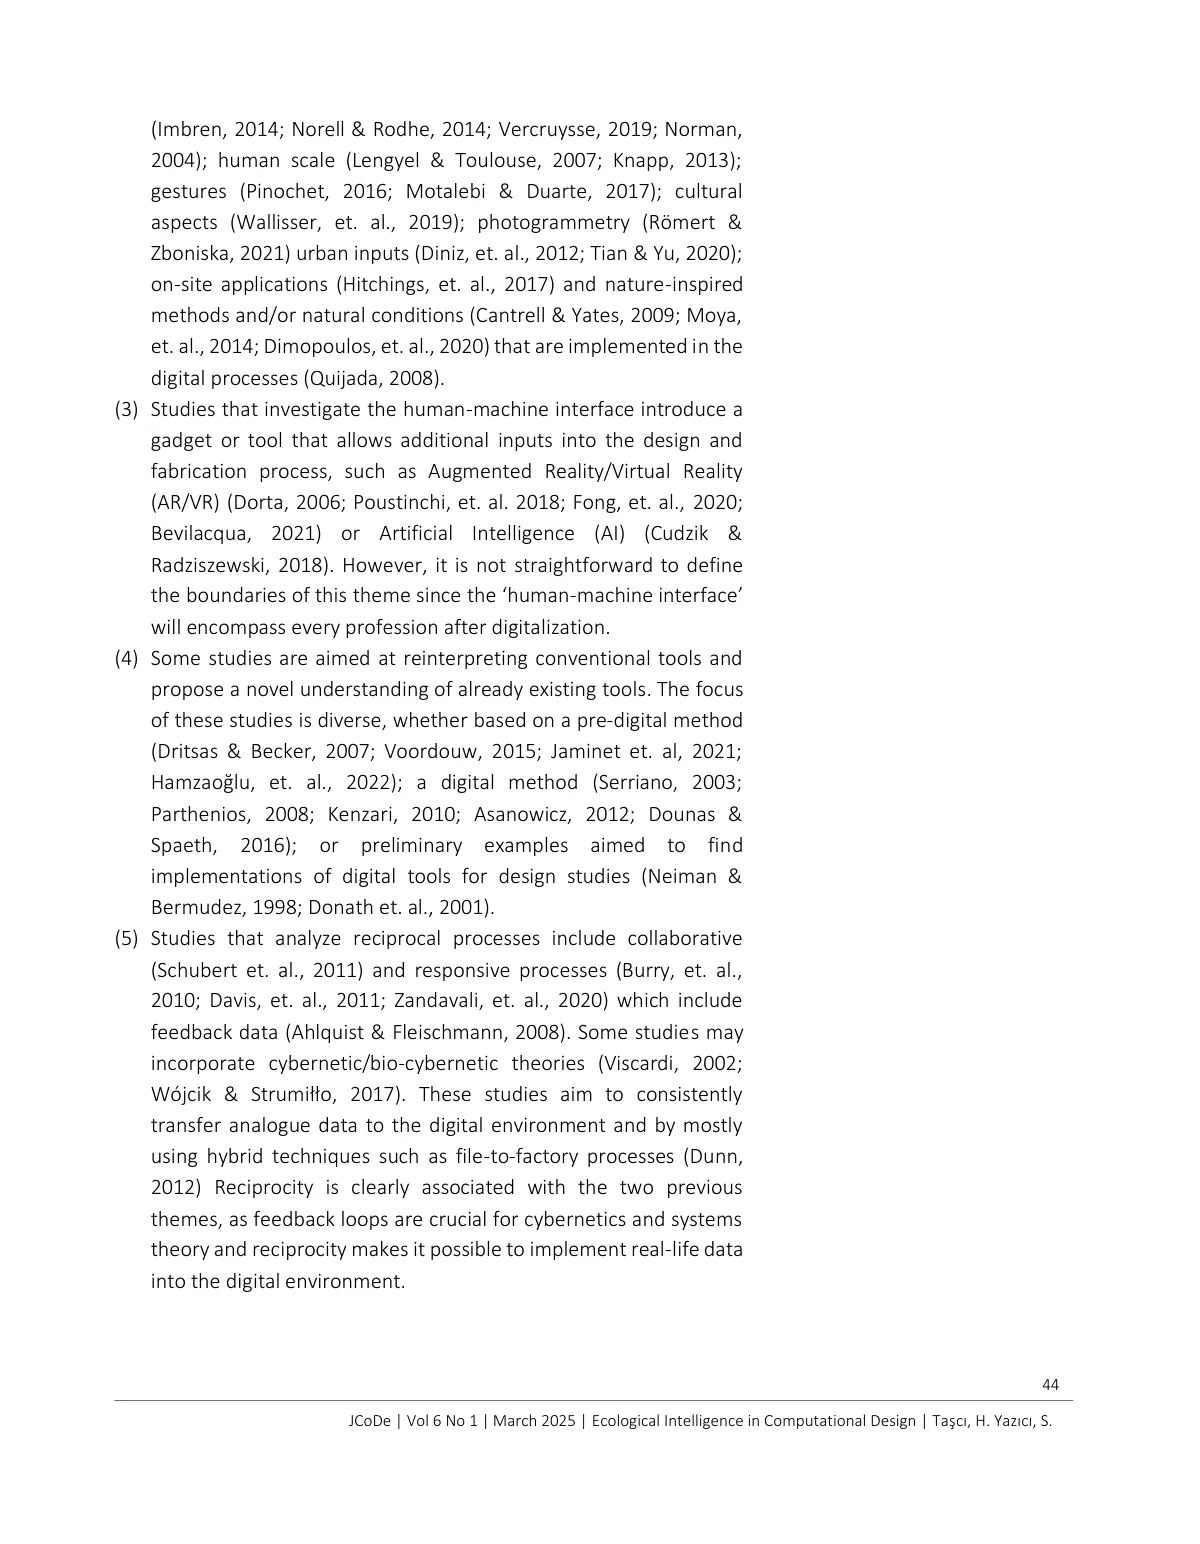 (Imbren, 2014; Norell & Rodhe, 2014; Vercruysse, 2019; Norman,
2004); human scale (Lengyel & Toulouse, 2007; Knapp, 2013);
gestures (Pinochet, 2016; Motalebi & Duarte, 2017); cultural
aspects (Wallisser, et. al., 2019); photogrammetry (Römert &
Zboniska, 2021) urban inputs (Diniz, et. al., 2012; Tian & Yu, 2020);
on-site applications (Hitchings, et. al., 2017) and nature-inspired
methods and/or natural conditions (Cantrell & Yates, 2009; Moya,
et. al., 2014; Dimopoulos, et. al., 2020) that are implemented in the
digital processes (Quijada, 2008).
(3) Studies that investigate the human-machine interface introduce a
gadget or tool that allows additional inputs into the design and
fabrication process, such as Augmented Reality/Virtual Reality
(AR/VR) (Dorta, 2006; Poustinchi, et. al. 2018; Fong, et. al., 2020;
Bevilacqua, 2021) or Artificial Intelligence (AI) (Cudzik &
Radziszewski, 2018). However, it is not straightforward to define
the boundaries of this theme since the ‘human-machine interface’
will encompass every profession after digitalization.
(4) Some studies are aimed at reinterpreting conventional tools and
propose a novel understanding of already existing tools. The focus
of these studies is diverse, whether based on a pre-digital method
(Dritsas & Becker, 2007; Voordouw, 2015; Jaminet et. al, 2021;
Hamzaoğlu, et. al., 2022); a digital method (Serriano, 2003;
Parthenios, 2008; Kenzari, 2010; Asanowicz, 2012; Dounas &
Spaeth, 2016); or preliminary examples aimed to find
implementations of digital tools for design studies (Neiman &
Bermudez, 1998; Donath et. al., 2001).
(5) Studies that analyze reciprocal processes include collaborative
(Schubert et. al., 2011) and responsive processes (Burry, et. al.,
2010; Davis, et. al., 2011; Zandavali, et. al., 2020) which include
feedback data (Ahlquist & Fleischmann, 2008). Some studies may
incorporate cybernetic/bio-cybernetic theories (Viscardi, 2002;
Wójcik & Strumiłło, 2017). These studies aim to consistently
transfer analogue data to the digital environment and by mostly
using hybrid techniques such as file-to-factory processes (Dunn,
2012) Reciprocity is clearly associated with the two previous
themes, as feedback loops are crucial for cybernetics and systems
theory and reciprocity makes it possible to implement real-life data
into the digital environment.
44
JCoDe | Vol 6 No 1 | March 2025 | Ecological Intelligence in Computational Design | Taşcı, H. Yazıcı, S.